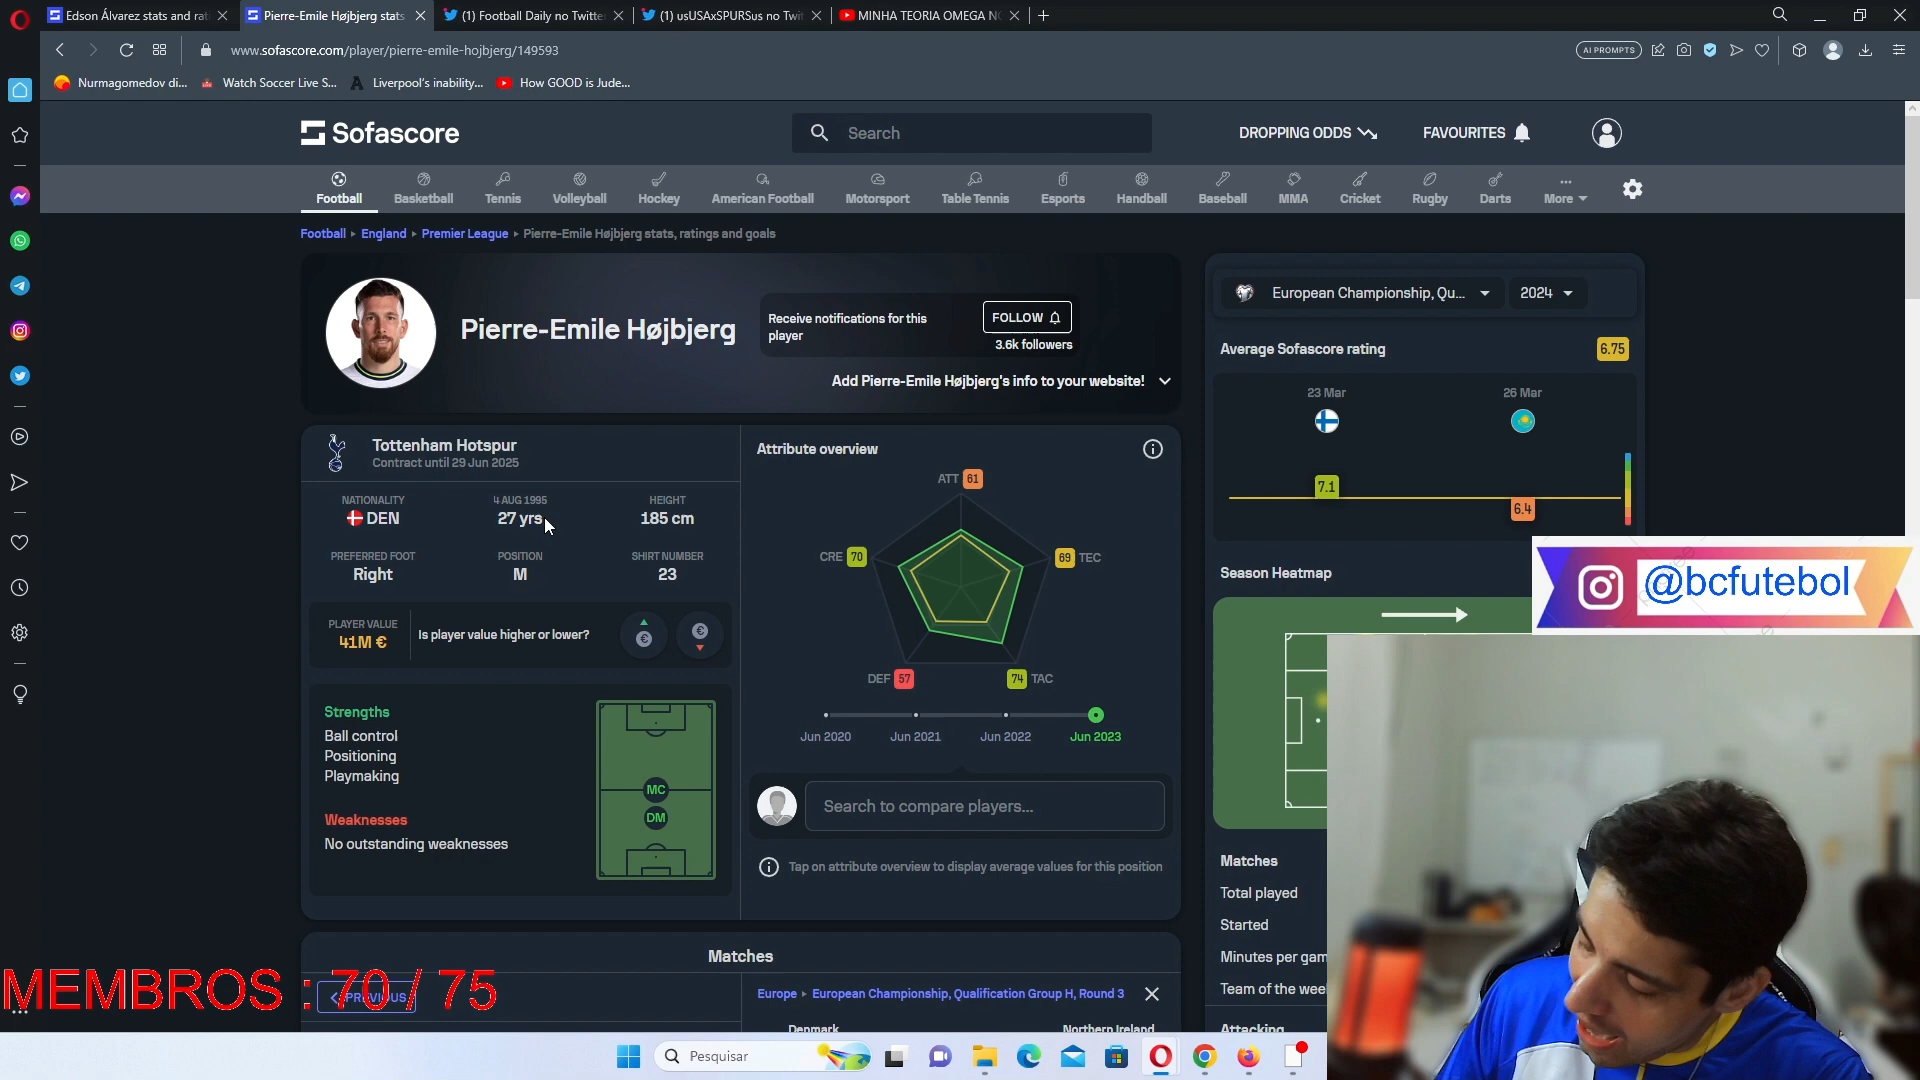 Edson Álvarez stats and rat
Pierre-Emile Højbjerg stats
(1) Football Daily no Twitte
(1) usUSAxSPURSus no Twit
MINHA TEORIA OMEGA N
www.sofascore.com/player/pierre-emile-hojbjerg/149593
AI PROMPTS
Nurmagomedov di...
Watch Soccer Live S...
Liverpool's inability...
How GOOD is Jude...
Sofascore
Search
DROPPING ODDS
FAVOURITES
Football
Basketball
Tennis
Volleyball
Hockey
American Football
Motorsport
Table Tennis
Esports
Handball
Baseball
MMA
Cricket
Rugby
Darts
More
Football
England
Premier League
Pierre-Emile Højbjerg stats, ratings and goals
Pierre-Emile Højbjerg
Receive notifications for this
player
FOLLOW
3.6k followers
Add Pierre-Emile Højbjerg's info to your website!
Tottenham Hotspur
Contract until 29 Jun 2025
NATIONALITY
DEN
4 AUG 1995
27 yrs
HEIGHT
185 cm
PREFERRED FOOT
Right
POSITION
M
SHIRT NUMBER
23
PLAYER VALUE
41M €
Is player value higher or lower?
Strengths
Ball control
Positioning
Playmaking
Weaknesses
No outstanding weaknesses
MC
DM
Attribute overview
ATT 61
CRE 70
69 TEC
DEF 57
74 TAC
Jun 2020
Jun 2021
Jun 2022
Jun 2023
Search to compare players...
Tap on attribute overview to display average values for this position
Matches
PREVIOUS
Europe
European Championship, Qualification Group H, Round 3
Denmark
Northern Ireland
European Championship, Qu...
2024
Average Sofascore rating
6.75
23 Mar
26 Mar
7.1
6.4
Season Heatmap
@bcfutebol
Matches
Total played
Started
Minutes per gam
Team of the wee
Attacking
MEMBROS : 70 / 75
Pesquisar